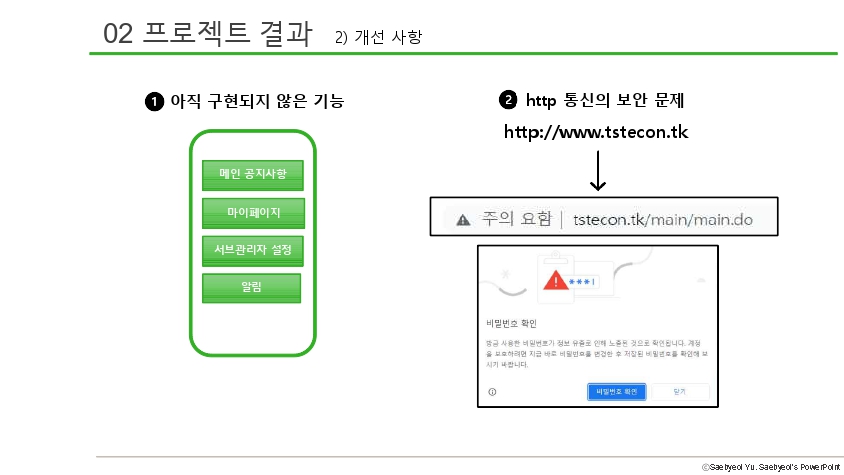 02 프로젝트 결과 2) 개선 사항
1 아직 구현되지 않은 기능
메인 공지사항
마이페이지
서브관리자 설정
알림
2 http 통신의 보안 문제
http://www.tstecon.tk
주의 요함 | tstecon.tk/main/main.do
***|
비밀번호 확인
방금 사용한 비밀번호가 정보 유출로 인해 노출된 것으로 확인됩니다. 계정
을 보호하려면 지금 바로 비밀번호를 변경한 후 저장된 비밀번호를 확인해 보
시기 바랍니다.
비밀번호 확인 닫기
ⓒSaebyeol Yu. Saebyeol's PowerPoint